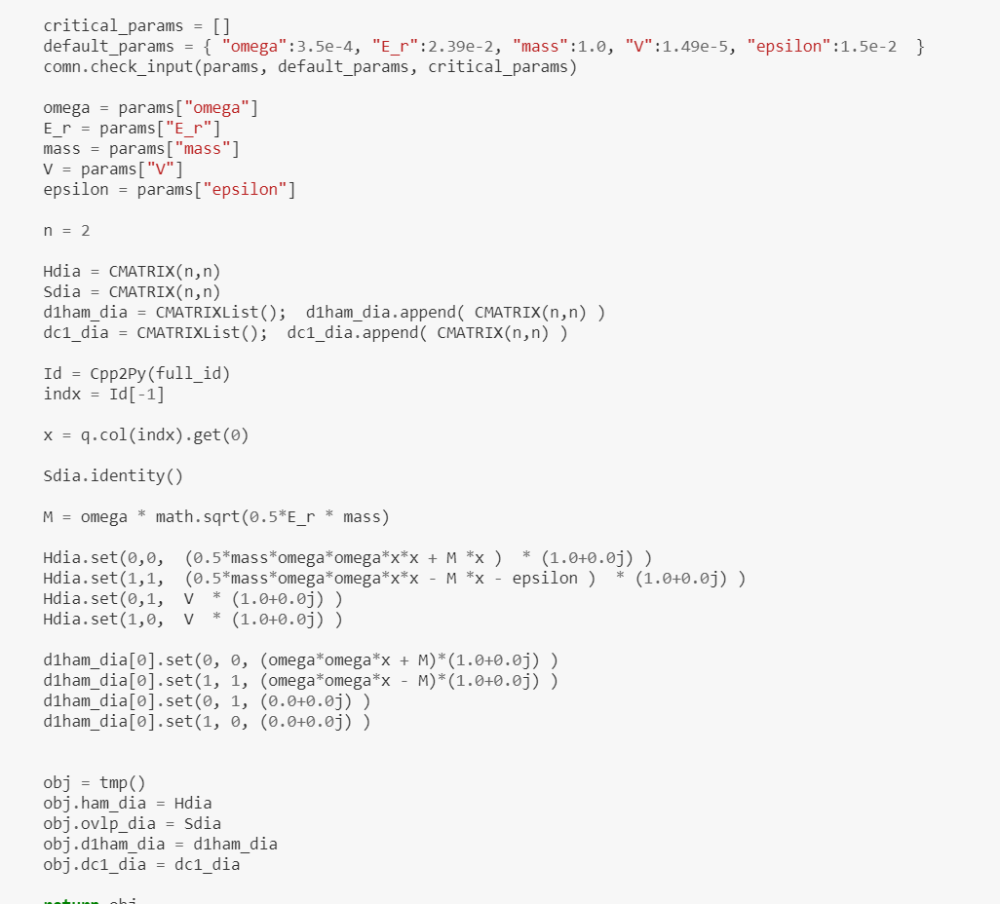 critical_params = []
default_params = { "omega":3.5e-4, "E_r":2.39e-2, "mass":1.0, "V":1.49e-5, "epsilon":1.5e-2  }
comn.check_input(params, default_params, critical_params)

omega = params["omega"]
E_r = params["E_r"]
mass = params["mass"]
V = params["V"]
epsilon = params["epsilon"]

n = 2

Hdia = CMATRIX(n,n)
Sdia = CMATRIX(n,n)
d1ham_dia = CMATRIXList();  d1ham_dia.append( CMATRIX(n,n) )
dc1_dia = CMATRIXList();  dc1_dia.append( CMATRIX(n,n) )

Id = Cpp2Py(full_id)
indx = Id[-1]

x = q.col(indx).get(0)

Sdia.identity()

M = omega * math.sqrt(0.5*E_r * mass)

Hdia.set(0,0,  (0.5*mass*omega*omega*x*x + M *x )  * (1.0+0.0j) )
Hdia.set(1,1,  (0.5*mass*omega*omega*x*x - M *x - epsilon )  * (1.0+0.0j) )
Hdia.set(0,1,  V  * (1.0+0.0j) )
Hdia.set(1,0,  V  * (1.0+0.0j) )

d1ham_dia[0].set(0, 0, (omega*omega*x + M)*(1.0+0.0j) )
d1ham_dia[0].set(1, 1, (omega*omega*x - M)*(1.0+0.0j) )
d1ham_dia[0].set(0, 1, (0.0+0.0j) )
d1ham_dia[0].set(1, 0, (0.0+0.0j) )

obj = tmp()
obj.ham_dia = Hdia
obj.ovlp_dia = Sdia
obj.d1ham_dia = d1ham_dia
obj.dc1_dia = dc1_dia

return obj